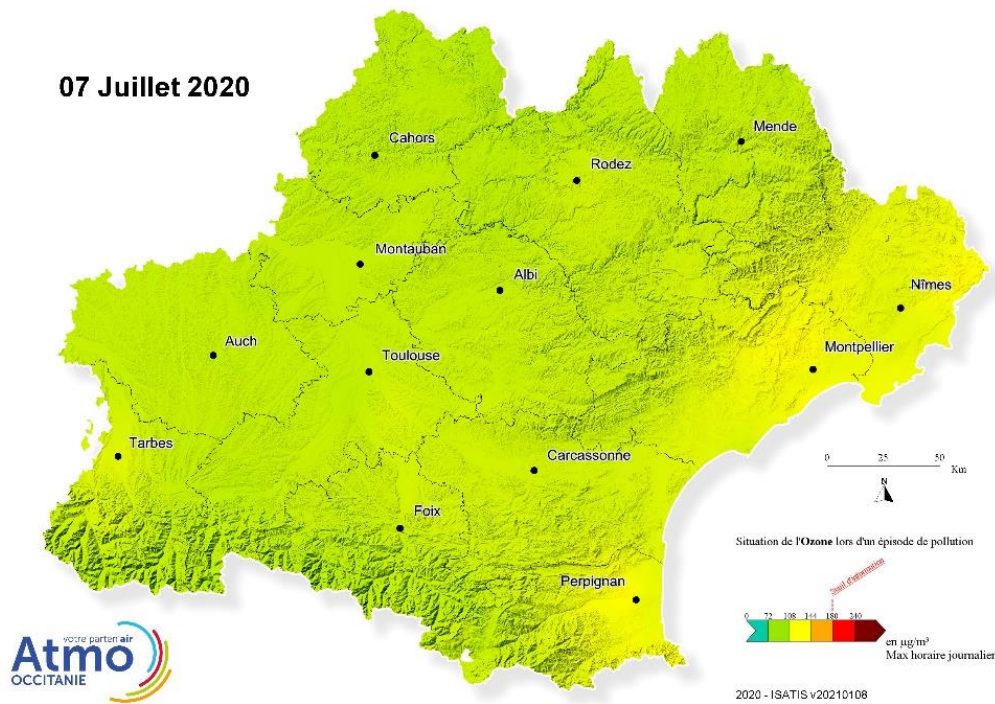 07 Juillet 2020
Cahors
Mende
Rodez
Montauban
Albi
Nîmes
Auch
Toulouse
Montpellier
Tarbes
Carcassonne
0 25 50
Km
N
Foix
Situation de l'Ozone lors d'un épisode de pollution
Perpignan
Seuil d'information
0 72 108 144 180 240
en µg/m³
Max horaire journalier
votre parten'air
Atmo
OCCITANIE
2020 - ISATIS v20210108